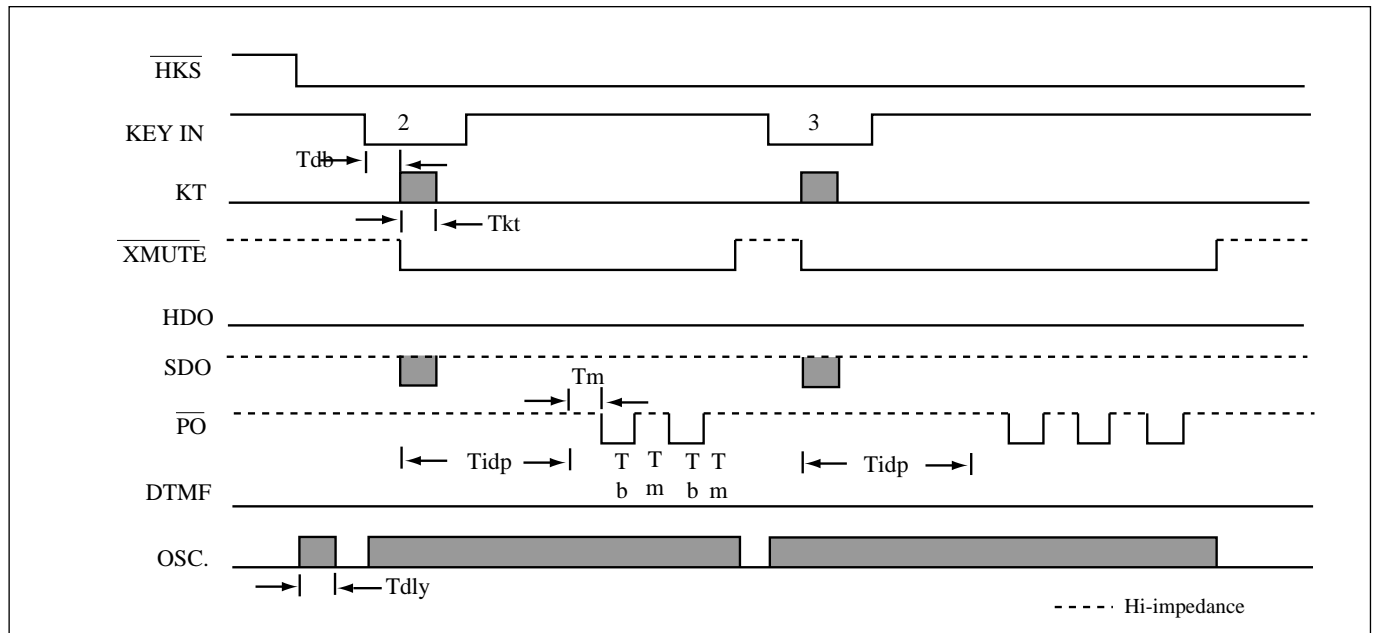 HKS
KEY IN
2
3
Tdb
KT
Tkt
XMUTE
HDO
SDO
Tm
PO
Tidp
T
b
T
m
T
b
T
m
Tidp
DTMF
OSC.
Tdly
Hi-impedance